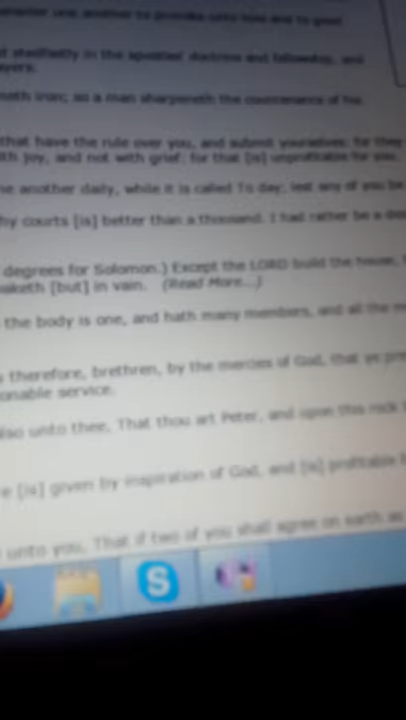 one another to provoke unto love and to good
stedfastly in the apostles' doctrine and fellowship, and
ayers.
neth iron; so a man sharpeneth the countenance of his
that have the rule over you, and submit yourselves: for they
ith joy, and not with grief: for that [is] unprofitable for you.
ne another daily, while it is called To day; lest any of you be
hy courts [is] better than a thousand. I had rather be a
degrees for Solomon.) Except the LORD build the house,
aketh [but] in vain. (Read More...)
the body is one, and hath many members, and all the
therefore, brethren, by the mercies of God, that ye
onable service.
also unto thee, That thou art Peter, and upon this rock
e [is] given by inspiration of God, and [is] profitable
unto you, That if two of you shall agree on earth as
S